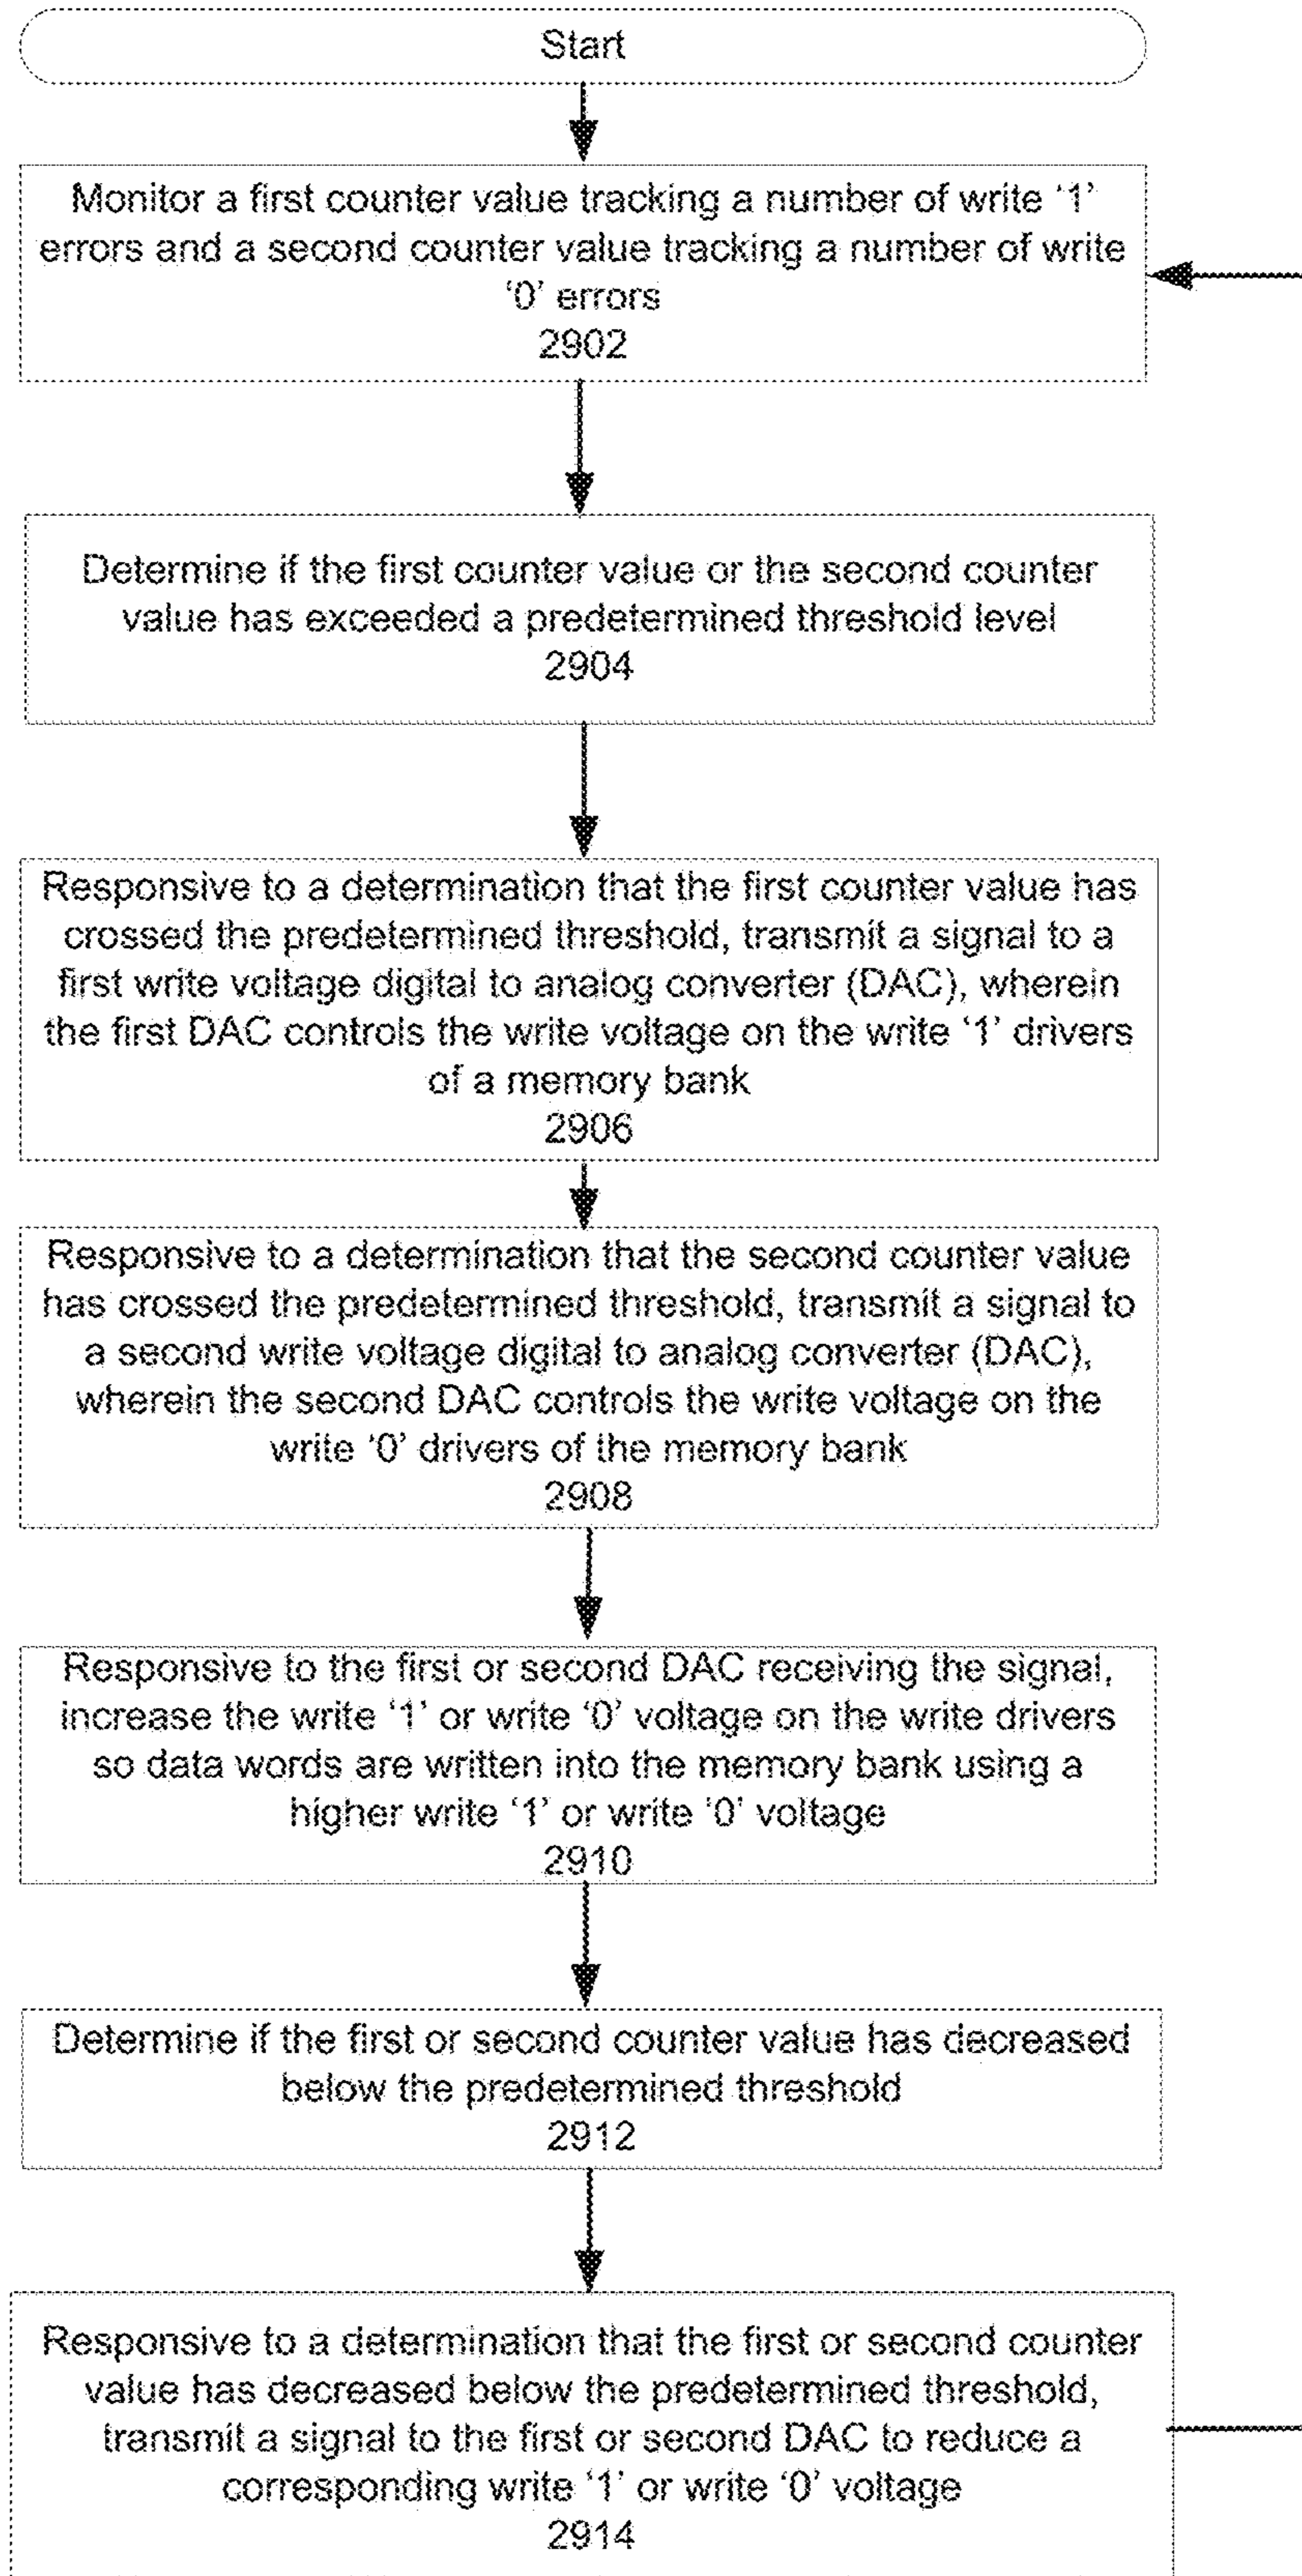 Start
Monitor a first counter value tracking a number of write ‘1’
errors and a second counter value tracking a number of write
‘0’ errors
2902
Determine if the first counter value or the second counter
value has exceeded a predetermined threshold level
2904
Responsive to a determination that the first counter value has
crossed the predetermined threshold, transmit a signal to a
first write voltage digital to analog converter (DAC), wherein
the first DAC controls the write voltage on the write ‘1’ drivers
of a memory bank
2906
Responsive to a determination that the second counter value
has crossed the predetermined threshold, transmit a signal to
a second write voltage digital to analog converter (DAC),
wherein the second DAC controls the write voltage on the
write ‘0’ drivers of the memory bank
2908
Responsive to the first or second DAC receiving the signal,
increase the write ‘1’ or write ‘0’ voltage on the write drivers
so data words are written into the memory bank using a
higher write ‘1’ or write ‘0’ voltage
2910
Determine if the first or second counter value has decreased
below the predetermined threshold
2912
Responsive to a determination that the first or second counter
value has decreased below the predetermined threshold,
transmit a signal to the first or second DAC to reduce a
corresponding write ‘1’ or write ‘0’ voltage
2914